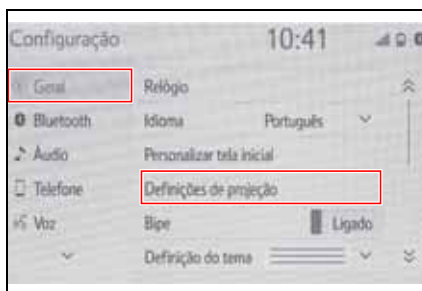 Configuração 10:41
Geral Relógio
Bluetooth Idioma Português
Áudio Personalizar tela inicial
Telefone Definições de projeção
Voz Bipe Ligado
Definição do tema